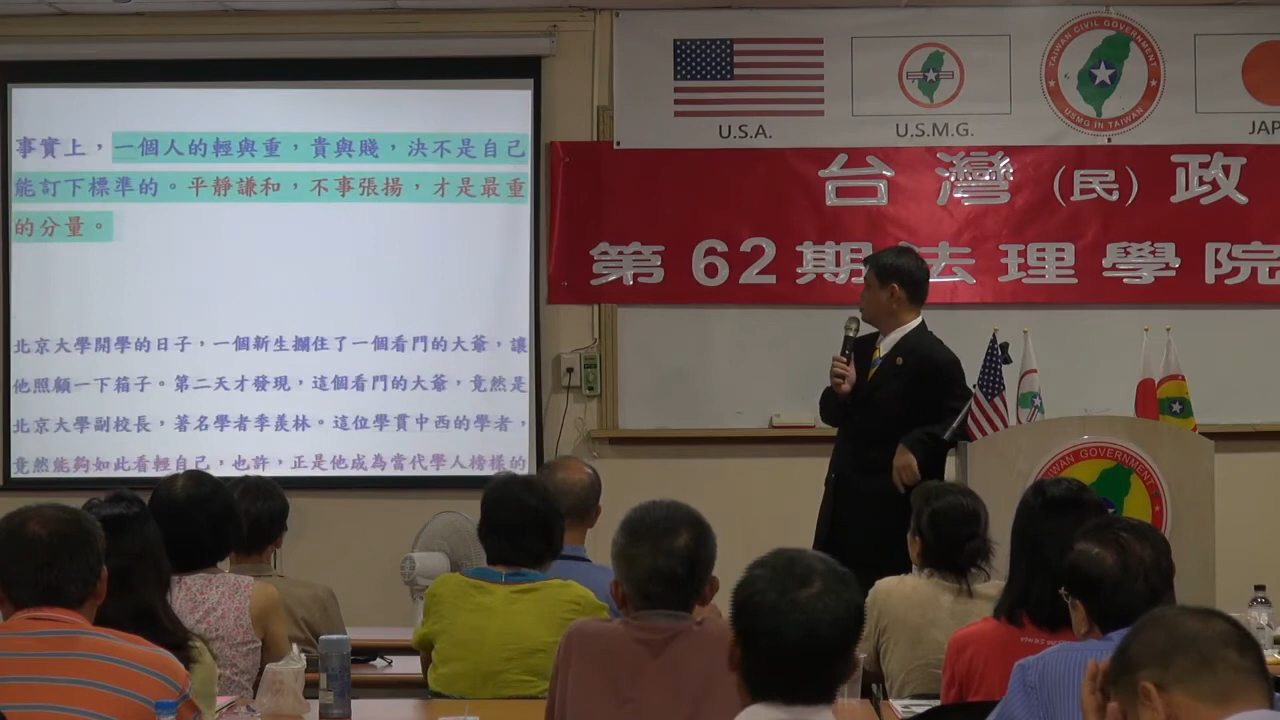 事實上，一個人的輕與重，貴與賤，決不是自己
能訂下標準的。平靜謙和，不事張揚，才是最重
的分量。
北京大學開學的日子，一個新生攔住了一個看門的大爺，讓
他照顧一下箱子。第二天才發現，這個看門的大爺，竟然是
北京大學副校長，著名學者季羨林。這位學貫中西的學者，
竟然能夠如此看輕自己，也許，正是他成為當代學人榜樣的
U.S.A.
U.S.M.G.
TAIWAN CIVIL GOVERNMENT
USMG IN TAIWAN
JAP
台灣（民）政
第62期法理學院
TAIWAN GOVERNMENT